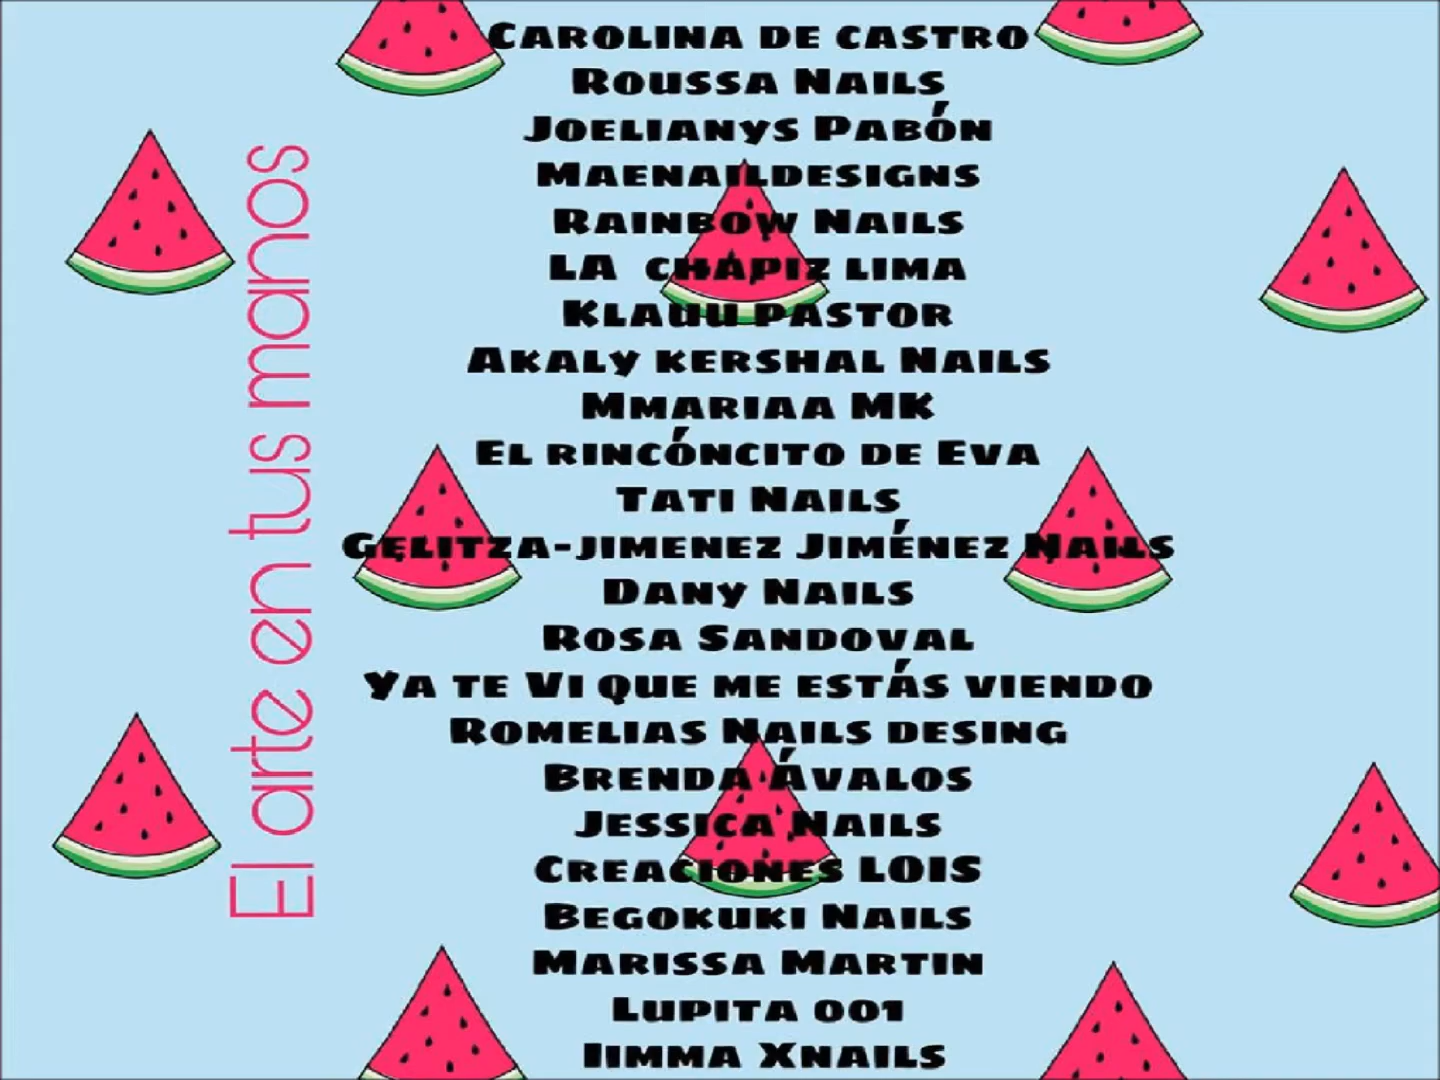 El arte en tus manos
Carolina de castro
Roussa Nails
Joelianys Pabón
Maenaildesigns
Rainbow Nails
LA chapiz lima
Klauu pastor
Akaly kershal Nails
Mmariaa MK
El rincóncito de Eva
Tati Nails
Gelitza-jimenez Jiménez Nails
Dany Nails
Rosa Sandoval
Ya te Vi que me estás viendo
Romelias Nails desing
Brenda Ávalos
Jessica Nails
Creaciones LOIS
Begokuki Nails
Marissa Martin
Lupita 001
Iimma Xnails